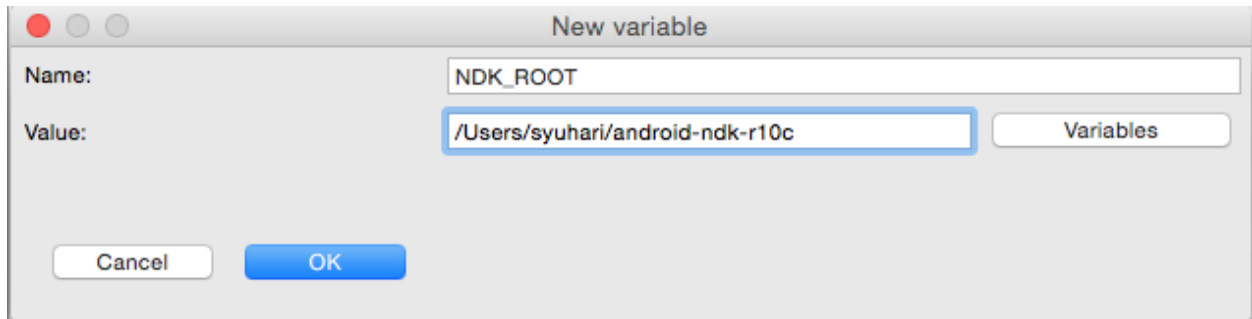 New variable
Name: NDK_ROOT
Value: /Users/syuhari/android-ndk-r10c Variables
Cancel OK